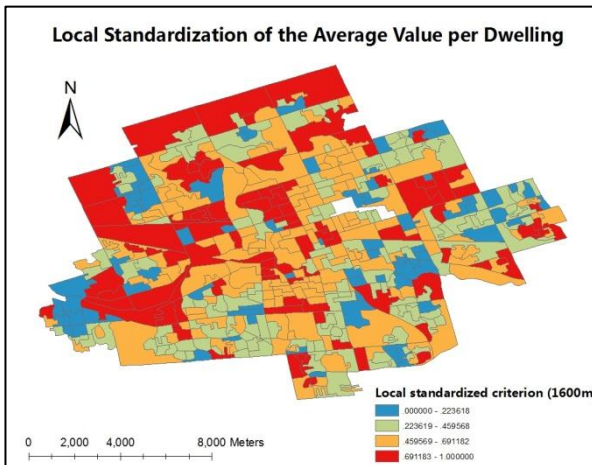 Local Standardization of the Average Value per Dwelling
N
Local standardized criterion (1600m
.000000 - .223618
.223619 - .459568
.459569 - .691182
.691183 - 1.000000
0 2,000 4,000 8,000 Meters